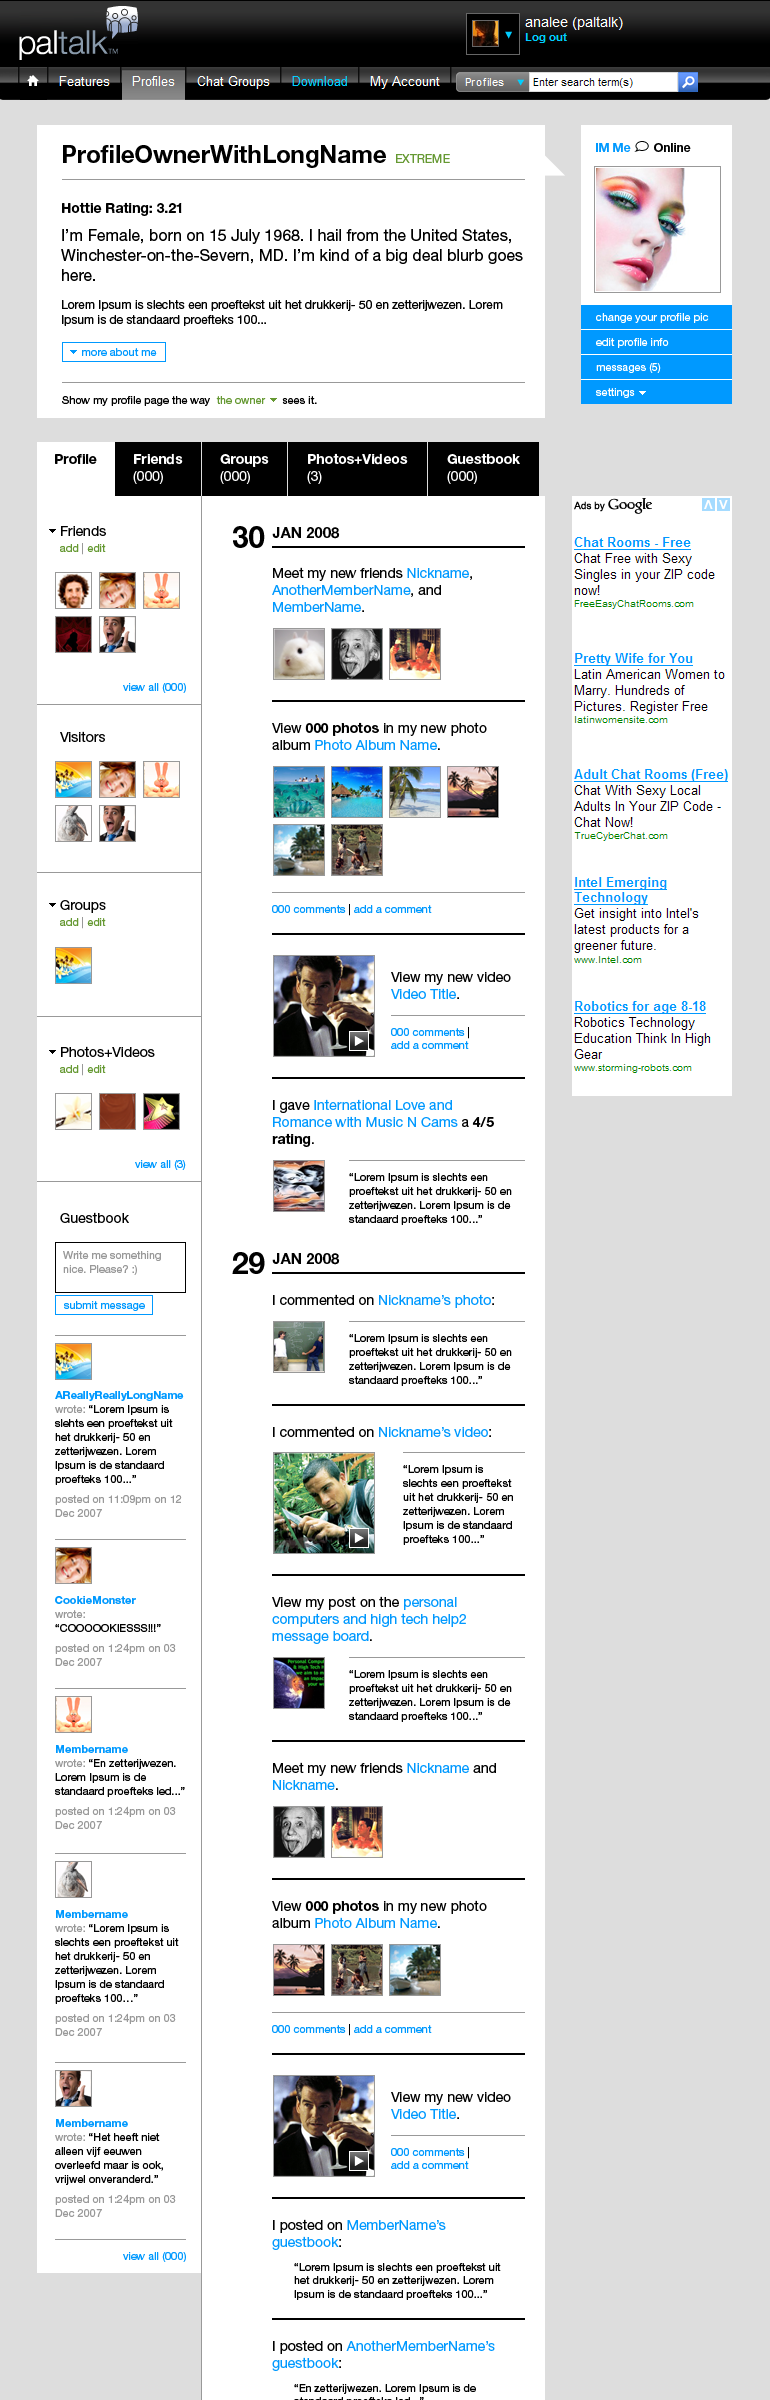 paltalk™
analee (paltalk)
Log out
Features
Profiles
Chat Groups
Download
My Account
Profiles
Enter search term(s)
ProfileOwnerWithLongName EXTREME
Hottie Rating: 3.21
I'm Female, born on 15 July 1968. I hail from the United States,
Winchester-on-the-Severn, MD. I'm kind of a big deal blurb goes
here.
Lorem Ipsum is slechts een proeftekst uit het drukkerij- 50 en zetterijwezen. Lorem
Ipsum is de standaard proefteks 100...
more about me
Show my profile page the way the owner sees it.
IM Me Online
change your profile pic
edit profile info
messages (5)
settings
Profile
Friends
(000)
Groups
(000)
Photos+Videos
(3)
Guestbook
(000)
Friends
add | edit
view all (000)
Visitors
Groups
add | edit
Photos+Videos
add | edit
view all (3)
Guestbook
Write me something
nice. Please? :)
submit message
AReallyReallyLongName
wrote: “Lorem Ipsum is
slehts een proeftekst uit
het drukkerij- 50 en
zetterijwezen. Lorem
Ipsum is de standaard
proefteks 100...”
posted on 11:09pm on 12
Dec 2007
CookieMonster
wrote:
“COOOOOKIESSS!!!”
posted on 1:24pm on 03
Dec 2007
Membername
wrote: “En zetterijwezen.
Lorem Ipsum is de
standaard proefteks led...”
posted on 1:24pm on 03
Dec 2007
Membername
wrote: “Lorem Ipsum is
slechts een proeftekst uit
het drukkerij- 50 en
zetterijwezen. Lorem
Ipsum is de standaard
proefteks 100...”
posted on 1:24pm on 03
Dec 2007
Membername
wrote: “Het heeft niet
alleen vijf eeuwen
overleefd maar is ook,
vrijwel onveranderd.”
posted on 1:24pm on 03
Dec 2007
view all (000)
30 JAN 2008
Meet my new friends Nickname,
AnotherMemberName, and
MemberName.
View 000 photos in my new photo
album Photo Album Name.
000 comments | add a comment
View my new video
Video Title.
000 comments |
add a comment
I gave International Love and
Romance with Music N Cams a 4/5
rating.
“Lorem Ipsum is slechts een
proeftekst uit het drukkerij- 50 en
zetterijwezen. Lorem Ipsum is de
standaard proefteks 100...”
29 JAN 2008
I commented on Nickname's photo:
“Lorem Ipsum is slechts een
proeftekst uit het drukkerij- 50 en
zetterijwezen. Lorem Ipsum is de
standaard proefteks 100...”
I commented on Nickname's video:
“Lorem Ipsum is
slechts een proeftekst
uit het drukkerij- 50 en
zetterijwezen. Lorem
Ipsum is de standaard
proefteks 100...”
View my post on the personal
computers and high tech help2
message board.
“Lorem Ipsum is slechts een
proeftekst uit het drukkerij- 50 en
zetterijwezen. Lorem Ipsum is de
standaard proefteks 100...”
Meet my new friends Nickname and
Nickname.
View 000 photos in my new photo
album Photo Album Name.
000 comments | add a comment
View my new video
Video Title.
000 comments |
add a comment
I posted on MemberName's
guestbook:
“Lorem Ipsum is slechts een proeftekst uit
het drukkerij- 50 en zetterijwezen. Lorem
Ipsum is de standaard proefteks 100...”
I posted on AnotherMemberName's
guestbook:
“En zetterijwezen. Lorem Ipsum is de
Ads by Google
Chat Rooms - Free
Chat Free with Sexy
Singles in your ZIP code
now!
FreeEasyChatRooms.com
Pretty Wife for You
Latin American Women to
Marry. Hundreds of
Pictures. Register Free
latinwomensite.com
Adult Chat Rooms (Free)
Chat With Sexy Local
Adults In Your ZIP Code -
Chat Now!
TrueCyberChat.com
Intel Emerging
Technology
Get insight into Intel's
latest products for a
greener future.
www.Intel.com
Robotics for age 8-18
Robotics Technology
Education Think In High
Gear
www.storming-robots.com